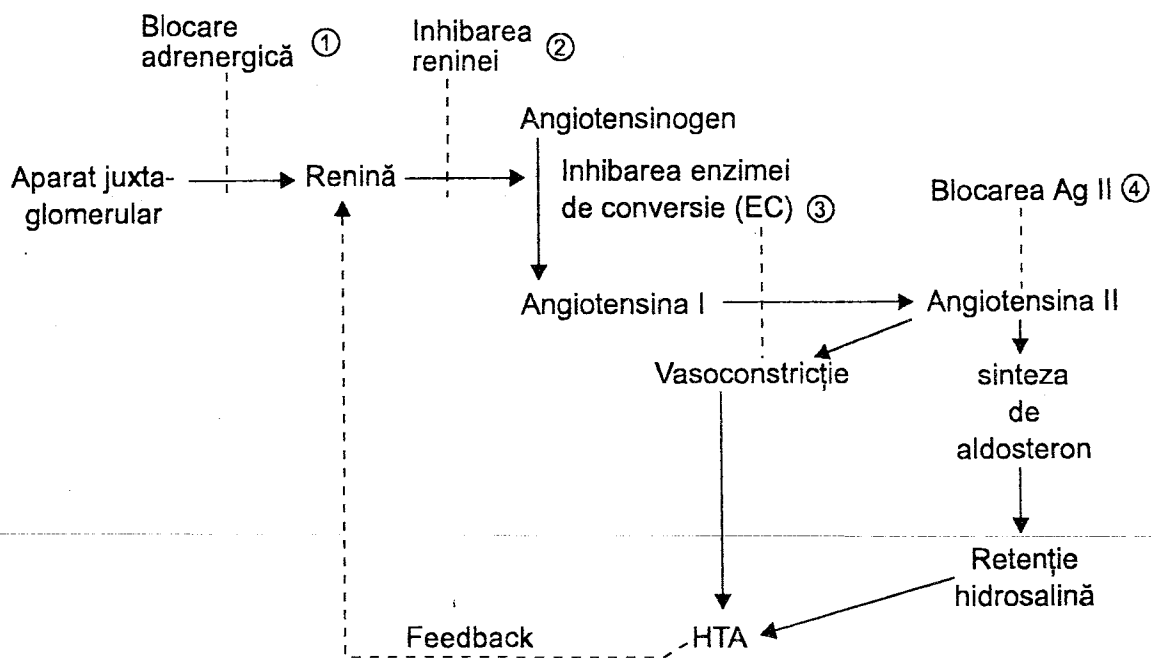 Blocare
adrenergică ①
Inhibarea
reninei ②
Angiotensinogen
Aparat juxta-
glomerular
Renină
Inhibarea enzimei
de conversie (EC) ③
Blocarea Ag II ④
Angiotensina I
Angiotensina II
Vasoconstricție
sinteza
de
aldosteron
Retenție
hidrosalină
Feedback
HTA